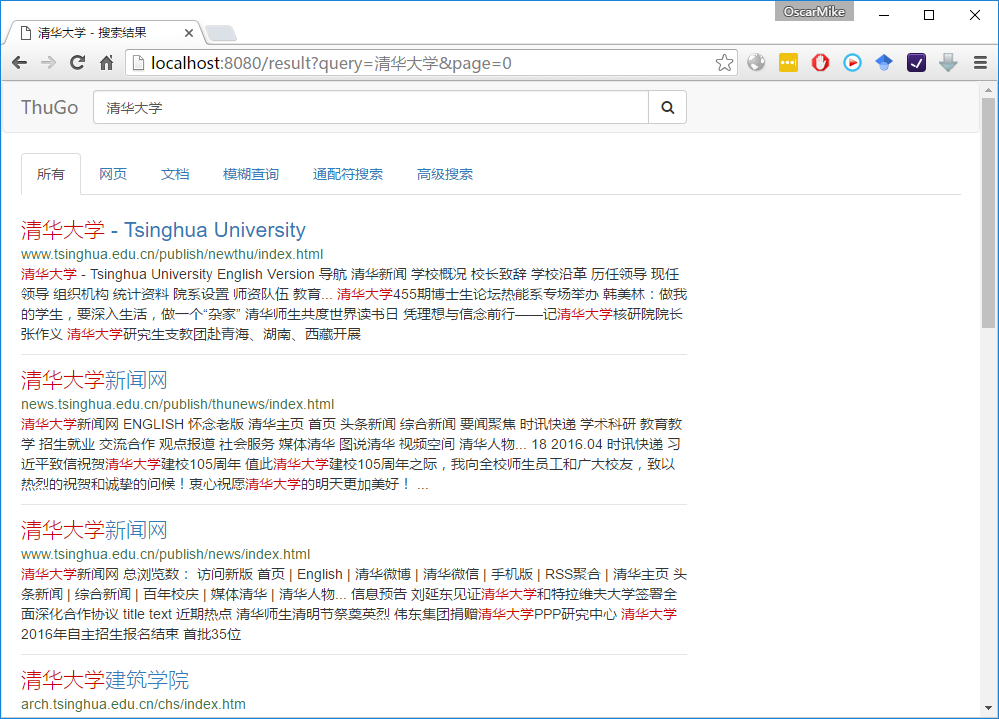 OscarMike
清华大学 - 搜索结果
localhost:8080/result?query=清华大学&page=0
ThuGo 清华大学
所有 网页 文档 模糊查询 通配符搜索 高级搜索
清华大学 - Tsinghua University
www.tsinghua.edu.cn/publish/newthu/index.html
清华大学 - Tsinghua University English Version 导航 清华新闻 学校概况 校长致辞 学校沿革 历任领导 现任
领导 组织机构 统计资料 院系设置 师资队伍 教育... 清华大学455期博士生论坛热能系专场举办 韩美林：做我
的学生，要深入生活，做一个“杂家” 清华师生共度世界读书日 凭理想与信念前行——记清华大学核研院院长
张作义 清华大学研究生支教团赴青海、湖南、西藏开展
清华大学新闻网
news.tsinghua.edu.cn/publish/thunews/index.html
清华大学新闻网 ENGLISH 怀念老版 清华主页 首页 头条新闻 综合新闻 要闻聚焦 时讯快递 学术科研 教育教
学 招生就业 交流合作 观点报道 社会服务 媒体清华 图说清华 视频空间 清华人物... 18 2016.04 时讯快递 习
近平致信祝贺清华大学建校105周年 值此清华大学建校105周年之际，我向全校师生员工和广大校友，致以
热烈的祝贺和诚挚的问候！衷心祝愿清华大学的明天更加美好！ ...
清华大学新闻网
www.tsinghua.edu.cn/publish/news/index.html
清华大学新闻网 总浏览数： 访问新版 首页 | English | 清华微博 | 清华微信 | 手机版 | RSS聚合 | 清华主页 头
条新闻 | 综合新闻 | 百年校庆 | 媒体清华 | 清华人物... 信息预告 刘延东见证清华大学和特拉维夫大学签署全
面深化合作协议 title text 近期热点 清华师生清明节祭奠英烈 伟东集团捐赠清华大学PPP研究中心 清华大学
2016年自主招生报名结束 首批35位
清华大学建筑学院
arch.tsinghua.edu.cn/chs/index.htm